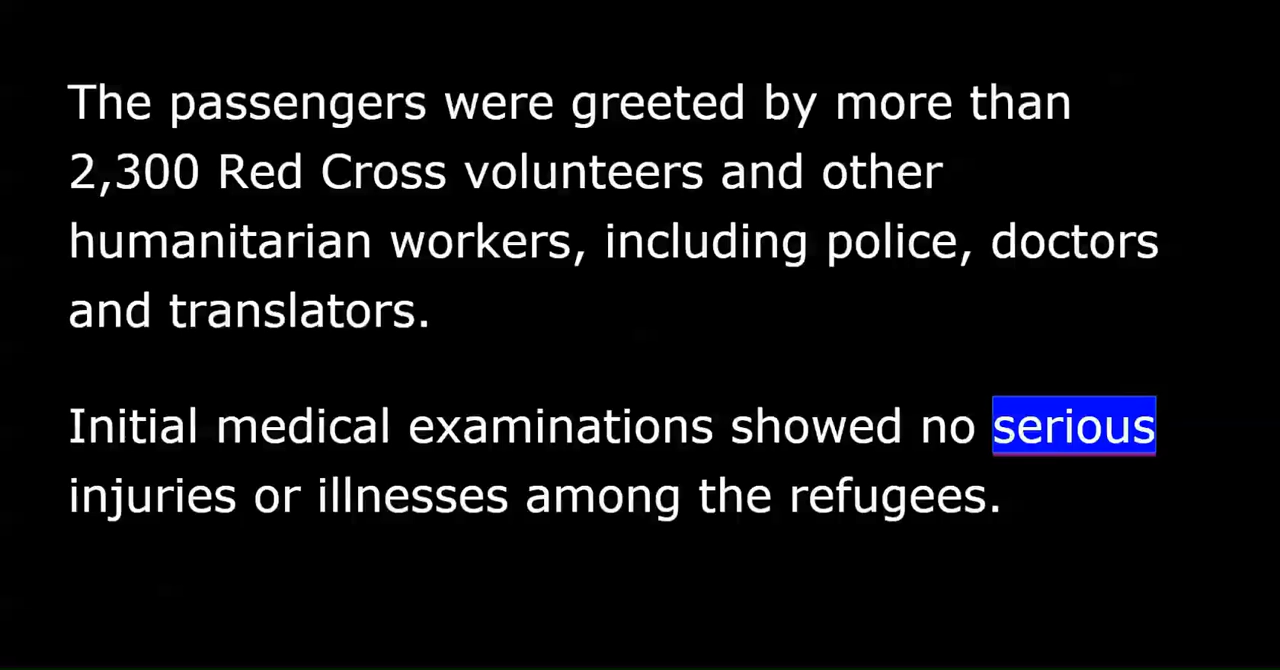 The passengers were greeted by more than
2,300 Red Cross volunteers and other
humanitarian workers, including police, doctors
and translators.
Initial medical examinations showed no serious
injuries or illnesses among the refugees.